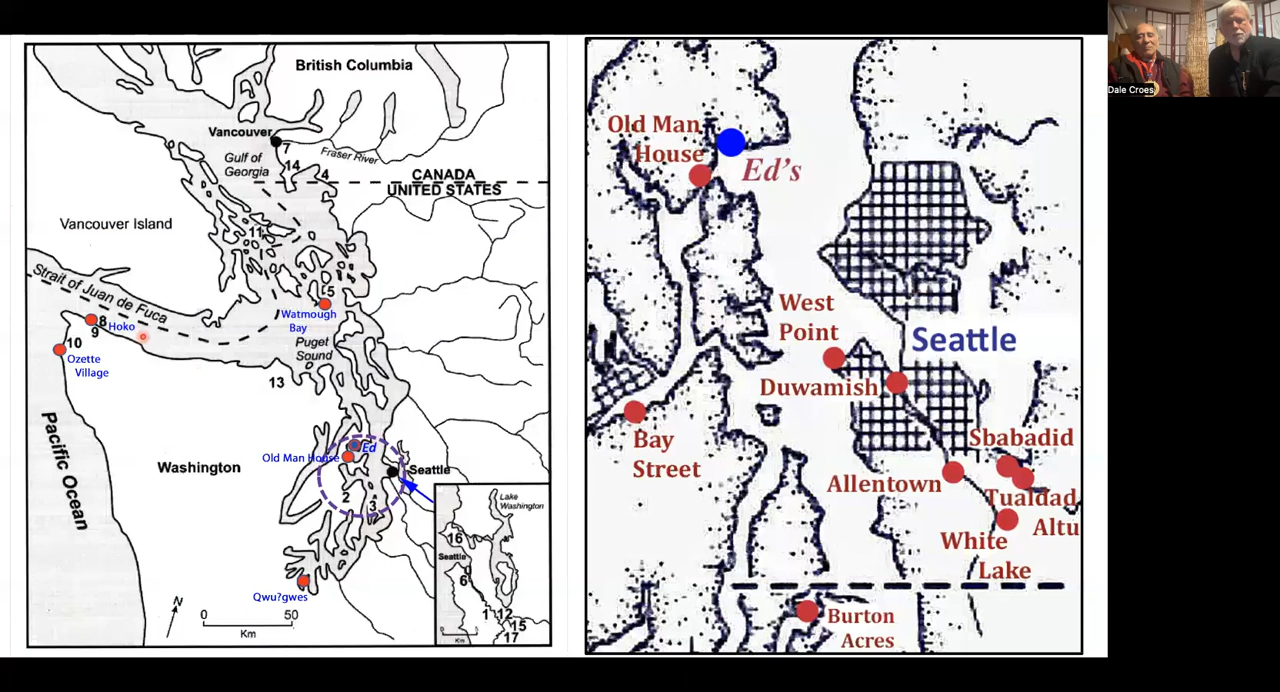 British Columbia
Vancouver
7
Gulf of
Georgia
14
Fraser River
4
CANADA
UNITED STATES
Vancouver Island
11
Strait of Juan de Fuca
5
Watmough
Bay
8
Hoko
9
Puget
Sound
10
Ozette
Village
13
Pacific Ocean
Washington
Ed
Old Man House
Seattle
2
3
Qwu?gwes
N
0 50
Km
Lake
Washington
16
Seattle
6
1 12
15
17
Km
Old Man
House
Ed's
West
Point
Seattle
Duwamish
Bay
Street
Sbabadid
Allentown
Tualdad
Altu
White
Lake
Burton
Acres
Dale Croes